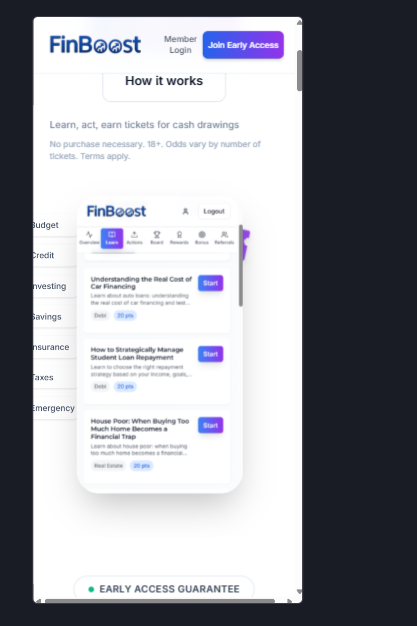 FinBoost
Member
Login
Join Early Access
How it works
Learn, act, earn tickets for cash drawings
No purchase necessary. 18+. Odds vary by number of
tickets. Terms apply.
Budget
Credit
Investing
Savings
Insurance
Taxes
Emergency
FinBoost
Logout
Overview
Learn
Actions
Board
Rewards
Bonus
Referrals
Understanding the Real Cost of
Car Financing
Start
Learn about auto loans: understanding
the real cost of car financing and test...
Debt
20 pts
How to Strategically Manage
Student Loan Repayment
Start
Learn to choose the right repayment
strategy based on your income, goals,...
Debt
20 pts
House Poor: When Buying Too
Much Home Becomes a
Financial Trap
Start
Learn about house poor: when buying
too much home becomes a financial...
Real Estate
20 pts
EARLY ACCESS GUARANTEE